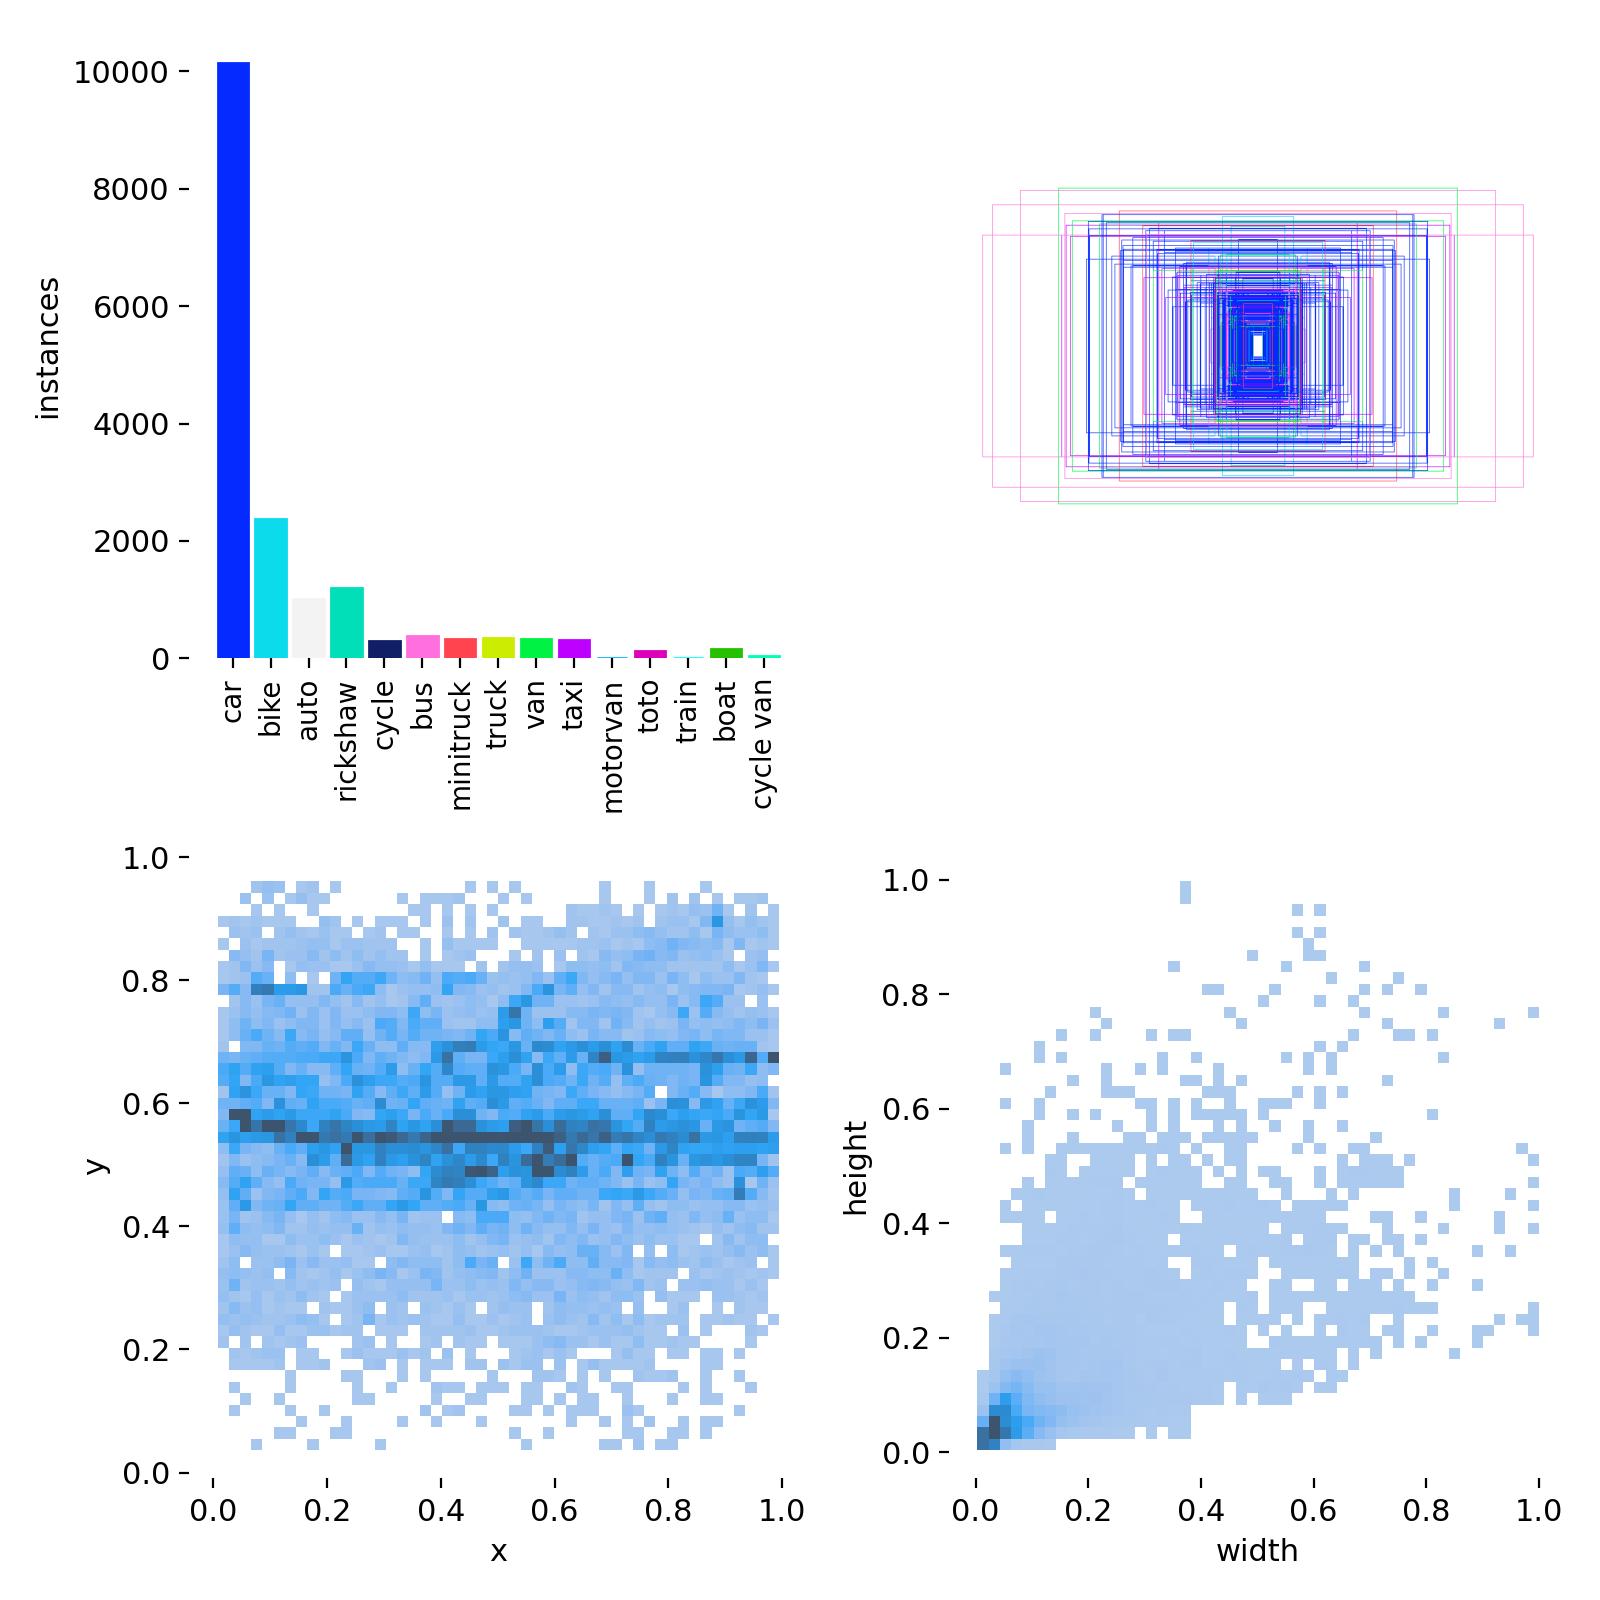 10000
8000
6000
4000
2000
0
instances
car
bike
auto
rickshaw
cycle
bus
minitruck
truck
van
taxi
motorvan
toto
train
boat
cycle van
1.0
0.8
0.6
0.4
0.2
0.0
y
0.0 0.2 0.4 0.6 0.8 1.0
x
1.0
0.8
0.6
0.4
0.2
0.0
height
0.0 0.2 0.4 0.6 0.8 1.0
width